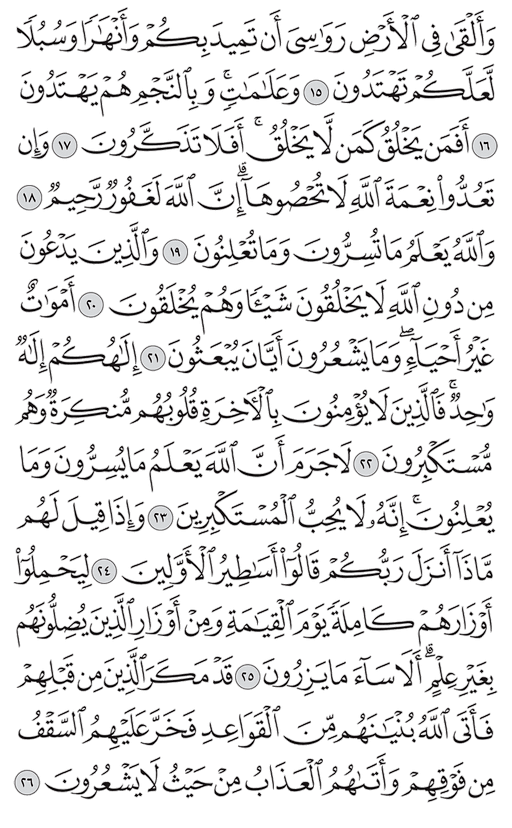 وَأَلْقَىٰ فِي ٱلْأَرْضِ رَوَٰسِيَ أَن تَمِيدَ بِكُمْ وَأَنْهَٰرًا وَسُبُلًا
لَّعَلَّكُمْ تَهْتَدُونَ ١٥ وَعَلَٰمَٰتٍۚ وَبِٱلنَّجْمِ هُمْ يَهْتَدُونَ
١٦ أَفَمَن يَخْلُقُ كَمَن لَّا يَخْلُقُۚ أَفَلَا تَذَكَّرُونَ ١٧ وَإِن
تَعُدُّوا۟ نِعْمَةَ ٱللَّهِ لَا تُحْصُوهَآۗ إِنَّ ٱللَّهَ لَغَفُورٌ رَّحِيمٌ ١٨
وَٱللَّهُ يَعْلَمُ مَا تُسِرُّونَ وَمَا تُعْلِنُونَ ١٩ وَٱلَّذِينَ يَدْعُونَ
مِن دُونِ ٱللَّهِ لَا يَخْلُقُونَ شَيْـًٔا وَهُمْ يُخْلَقُونَ ٢٠ أَمْوَٰتٌ
غَيْرُ أَحْيَآءٍۖ وَمَا يَشْعُرُونَ أَيَّانَ يُبْعَثُونَ ٢١ إِلَٰهُكُمْ إِلَٰهٌ
وَٰحِدٌۚ فَٱلَّذِينَ لَا يُؤْمِنُونَ بِٱلْءَاخِرَةِ قُلُوبُهُم مُّنكِرَةٌ وَهُم
مُّسْتَكْبِرُونَ ٢٢ لَا جَرَمَ أَنَّ ٱللَّهَ يَعْلَمُ مَا يُسِرُّونَ وَمَا
يُعْلِنُونَۚ إِنَّهُۥ لَا يُحِبُّ ٱلْمُسْتَكْبِرِينَ ٢٣ وَإِذَا قِيلَ لَهُم
مَّاذَآ أَنزَلَ رَبُّكُمْ قَالُوٓا۟ أَسَٰطِيرُ ٱلْأَوَّلِينَ ٢٤ لِيَحْمِلُوٓا۟
أَوْزَارَهُمْ كَامِلَةً يَوْمَ ٱلْقِيَٰمَةِ وَمِنْ أَوْزَارِ ٱلَّذِينَ يُضِلُّونَهُم
بِغَيْرِ عِلْمٍۗ أَلَا سَآءَ مَا يَزِرُونَ ٢٥ قَدْ مَكَرَ ٱلَّذِينَ مِن قَبْلِهِمْ
فَأَتَى ٱللَّهُ بُنْيَٰنَهُم مِّنَ ٱلْقَوَاعِدِ فَخَرَّ عَلَيْهِمُ ٱلسَّقْفُ
مِن فَوْقِهِمْ وَأَتَىٰهُمُ ٱلْعَذَابُ مِنْ حَيْثُ لَا يَشْعُرُونَ ٢٦